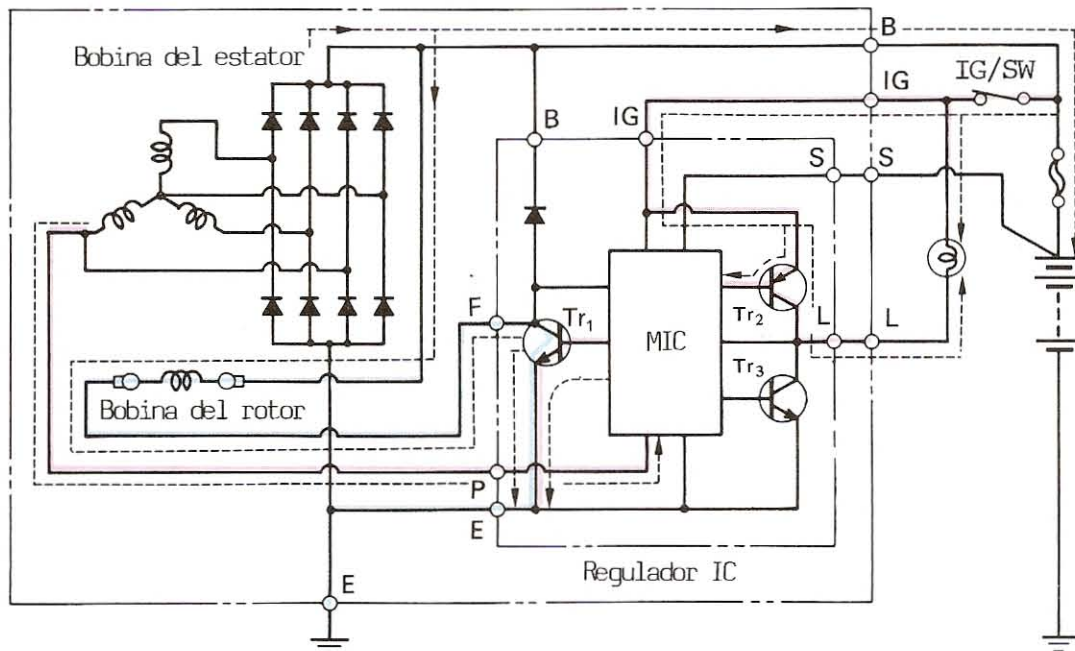 Bobina del estator
B
IG/SW
IG
B
IG
S
S
F
Tr1
MIC
Tr2
L
L
Tr3
Bobina del rotor
P
E
Regulador IC
E